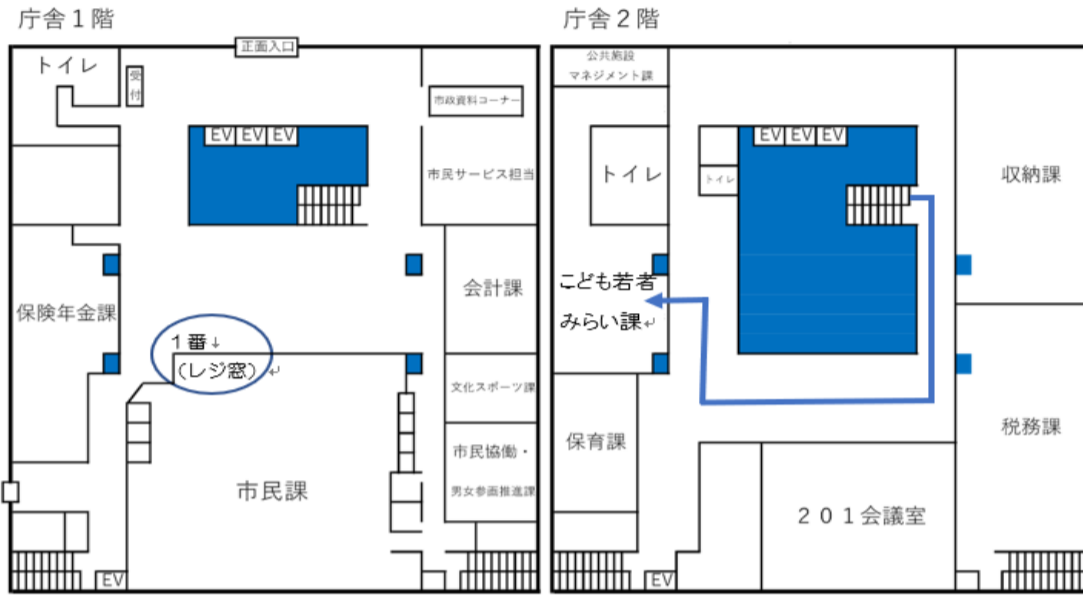 庁舎１階
正面入口
トイレ
受付
市政資料コーナー
EV EV EV
市民サービス担当
保険年金課
会計課
１番↓
（レジ窓）↵
文化スポーツ課
市民協働・
男女参画推進課
市民課
EV
庁舎２階
公共施設
マネジメント課
EV EV EV
トイレ
トイレ
収納課
こども若者
みらい課↵
保育課
税務課
２０１会議室
EV